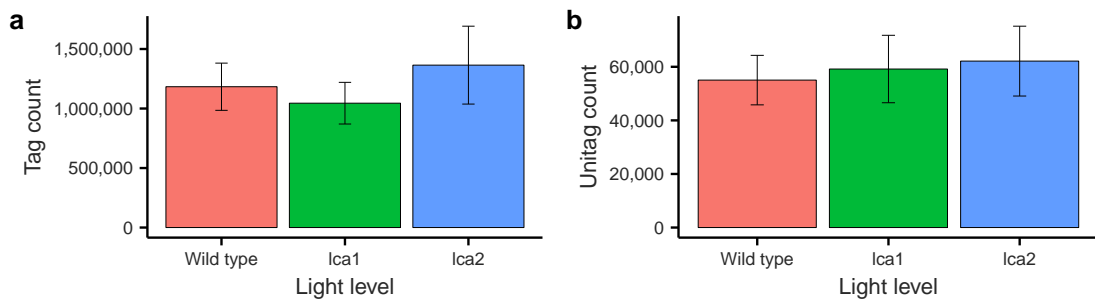 a
Tag count
1,500,000
1,000,000
500,000
0
Wild type lca1 lca2
Light level
b
Unitag count
60,000
40,000
20,000
0
Wild type lca1 lca2
Light level